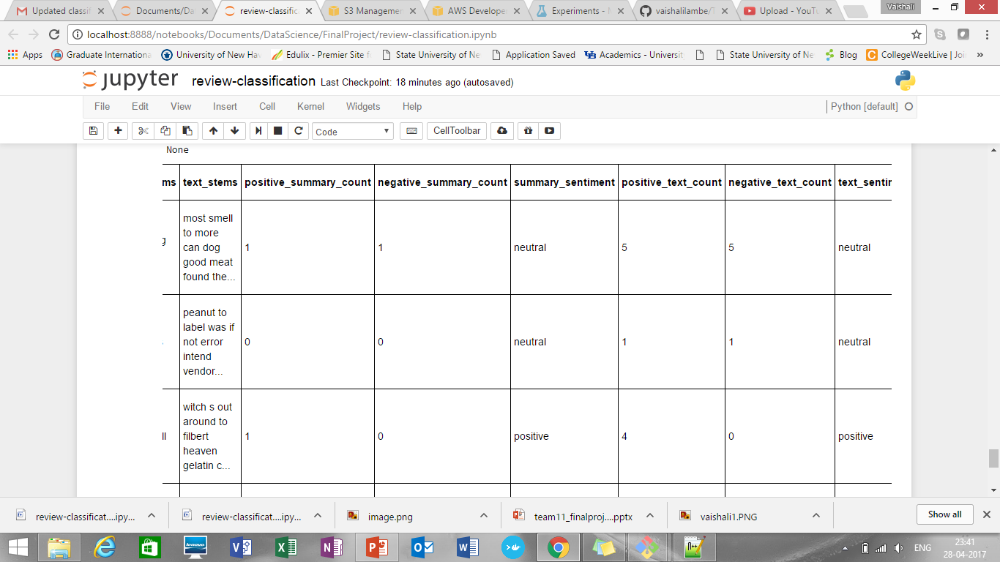 Updated classif
Documents/Da
review-classific
S3 Managemen
AWS Develope
Experiments -
vaishalilambe/
Upload - YouTu
Vaishali
localhost:8888/notebooks/Documents/DataScience/FinalProject/review-classification.ipynb
Apps
Graduate Internationa
University of New Hav
Edulix - Premier Site f
State University of Ne
Application Saved
Academics - Universit
State University of Ne
Blog
CollegeWeekLive | Joi
»
jupyter review-classification Last Checkpoint: 18 minutes ago (autosaved)
File Edit View Insert Cell Kernel Widgets Help
Python [default]
Code
CellToolbar
None
ms text_stems positive_summary_count negative_summary_count summary_sentiment positive_text_count negative_text_count text_sentir
most smell
to more
can dog
g 1 1 neutral 5 5 neutral
good meat
found the...
peanut to
label was if
not error
0 0 neutral 1 1 neutral
intend
vendor...
witch s out
around to
filbert
ll 1 0 positive 4 0 positive
heaven
gelatin c...
review-classificat....ipy...
review-classificat....ipy...
image.png
team11_finalproj....pptx
vaishali1.PNG
Show all
lenovo
ENG
23:41
28-04-2017